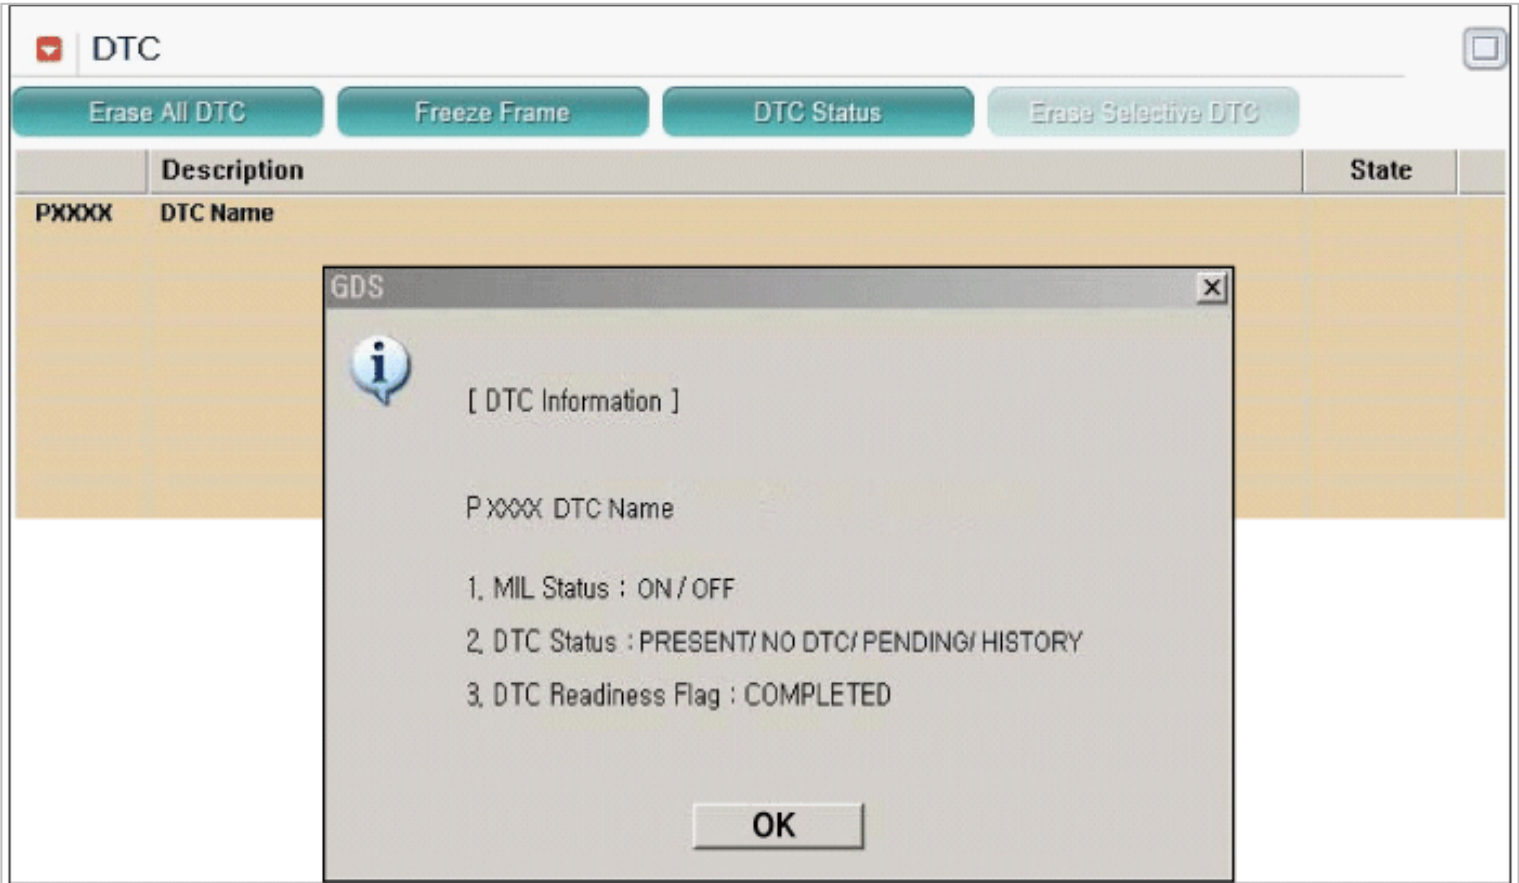 DTC
Erase All DTC Freeze Frame DTC Status Erase Selective DTC
Description State
PXXXX DTC Name
GDS
[ DTC Information ]
P XXXX DTC Name
1. MIL Status : ON / OFF
2. DTC Status : PRESENT/ NO DTC/ PENDING/ HISTORY
3. DTC Readiness Flag : COMPLETED
OK